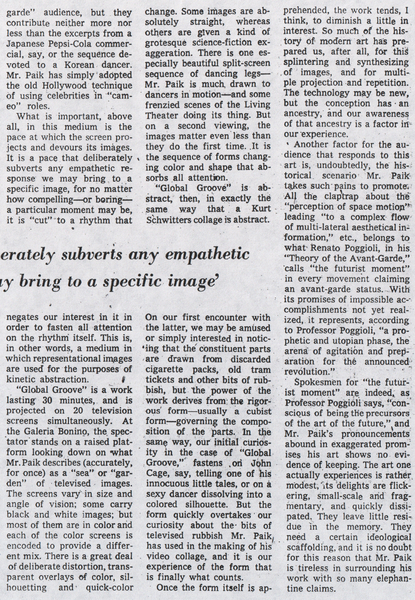 garde" audience, but they
contribute neither more nor
less than the excerpts from a
Japanese Pepsi-Cola commer-
cial, say, or the sequence de-
voted to a Korean dancer.
Mr. Paik has simply adopted
the old Hollywood technique
of using celebrities in "cam-
eo" roles.
What is important, above
all, in this medium is the
pace at which the screen pro-
jects and devours its images.
It is a pace that deliberately
subverts any empathetic re-
sponse we may bring to a
specific image, for no matter
how compelling—or boring—
a particular moment may be,
it is "cut" to a rhythm that
erately subverts any empathetic
ay bring to a specific image'
negates our interest in it in
order to fasten all attention
on the rhythm itself. This is,
in other words, a medium in
which representational images
are used for the purposes of
kinetic abstraction.
"Global Groove" is a work
lasting 30 minutes, and is
projected on 20 television
screens simultaneously. At
the Galeria Bonino, the spec-
tator stands on a raised plat-
form looking down on what
Mr. Paik describes (accurately,
for once) as a "sea" or "gar-
den" of televised images.
The screens vary in size and
angle of vision; some carry
black and white images; but
most of them are in color and
each of the color screens is
encoded to provide a differ-
ent mix. There is a great deal
of deliberate distortion, trans-
parent overlays of color, sil-
houetting and quick-color
change. Some images are ab-
solutely straight, whereas
others are given a kind of
grotesque science-fiction ex-
aggeration. There is one es-
pecially beautiful split-screen
sequence of dancing legs—
Mr. Paik is much drawn to
dancers in motion—and some
frenzied scenes of the Living
Theater doing its thing. But
on a second viewing, the
images matter even less than
they do the first time. It is
the sequence of forms chang-
ing color and shape that ab-
sorbs all attention.
"Global Groove" is ab-
stract, then, in exactly the
same way that a Kurt
Schwitters collage is abstract.
On our first encounter with
the latter, we may be amused
or simply interested in notic-
ing that the constituent parts
are drawn from discarded
cigarette packs, old tram
tickets and other bits of rub-
bish, but the power of the
work derives from the rigor-
ous form—usually a cubist
form—governing the compo-
sition of the parts. In the
same way, our initial curios-
ity in the case of "Global
Groove," fastens on John
Cage, say, telling one of his
innocuous little tales, or on a
sexy dancer dissolving into a
colored silhouette. But the
form quickly overtakes our
curiosity about the bits of
televised rubbish Mr. Paik
has used in the making of his
video collage, and it is our
experience of the form that
is finally what counts.
Once the form itself is ap-
prehended, the work tends, I
think, to diminish a little in
interest. So much of the his-
tory of modern art has pre-
pared us, after all, for this
splintering and synthesizing
of images, and for multi-
ple projection and repetition.
The technology may be new,
but the conception has an
ancestry, and our awareness
of that ancestry is a factor in
our experience.
Another factor for the au-
dience that responds to this
art is, undoubtedly, the his-
torical scenario Mr. Paik
takes such pains to promote.
All the claptrap about the
"perception of space motion"
leading "to a complex flow
of multi-lateral aesthetical in-
formation," etc., belongs to
what Renato Poggioli, in his
"Theory of the Avant-Garde,"
calls "the futurist moment"
in every movement claiming
an avant-garde status. With
its promises of impossible ac-
complishments not yet real-
ized, it represents, according
to Professor Poggioli, "a pro-
phetic and utopian phase, the
arena of agitation and prep-
aration for the announced
revolution."
Spokesmen for "the futur-
ist moment" are indeed, as
Professor Poggioli says, "con-
scious of being the precursors
of the art of the future," and
Mr. Paik's pronouncements
abound in exaggerated prom-
ises his art shows no evi-
dence of keeping. The art one
actually experiences is rather
modest, its delights are flick-
ering, small-scale and frag-
mentary, and quickly dissi-
pated. They leave little resi-
due in the memory. They
need a certain ideological
scaffolding, and it is no doubt
for this reason that Mr. Paik
is tireless in surrounding his
work with so many elephan-
tine claims.